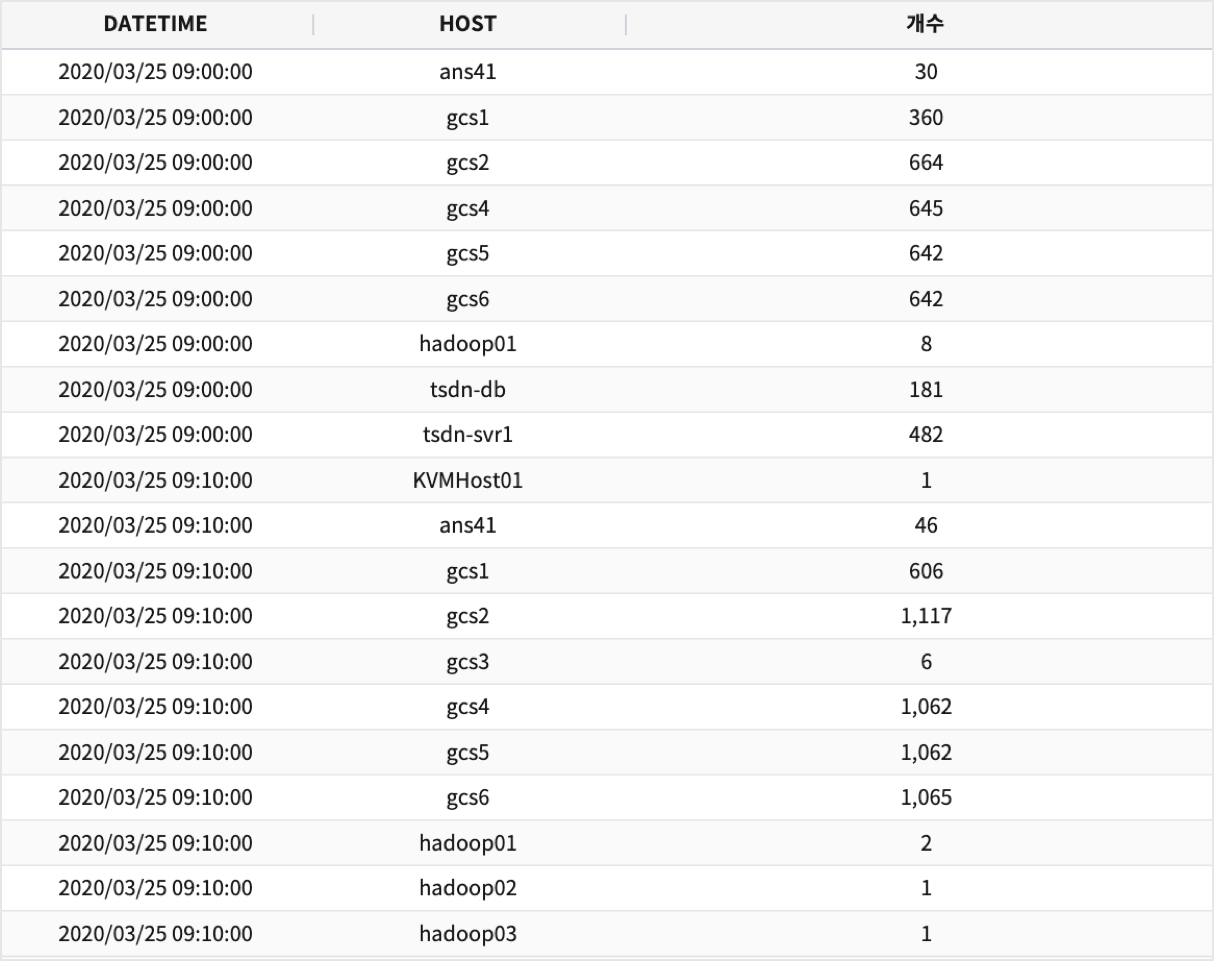 DATETIME HOST 개수
2020/03/25 09:00:00 ans41 30
2020/03/25 09:00:00 gcs1 360
2020/03/25 09:00:00 gcs2 664
2020/03/25 09:00:00 gcs4 645
2020/03/25 09:00:00 gcs5 642
2020/03/25 09:00:00 gcs6 642
2020/03/25 09:00:00 hadoop01 8
2020/03/25 09:00:00 tsdn-db 181
2020/03/25 09:00:00 tsdn-svr1 482
2020/03/25 09:10:00 KVMHost01 1
2020/03/25 09:10:00 ans41 46
2020/03/25 09:10:00 gcs1 606
2020/03/25 09:10:00 gcs2 1,117
2020/03/25 09:10:00 gcs3 6
2020/03/25 09:10:00 gcs4 1,062
2020/03/25 09:10:00 gcs5 1,062
2020/03/25 09:10:00 gcs6 1,065
2020/03/25 09:10:00 hadoop01 2
2020/03/25 09:10:00 hadoop02 1
2020/03/25 09:10:00 hadoop03 1